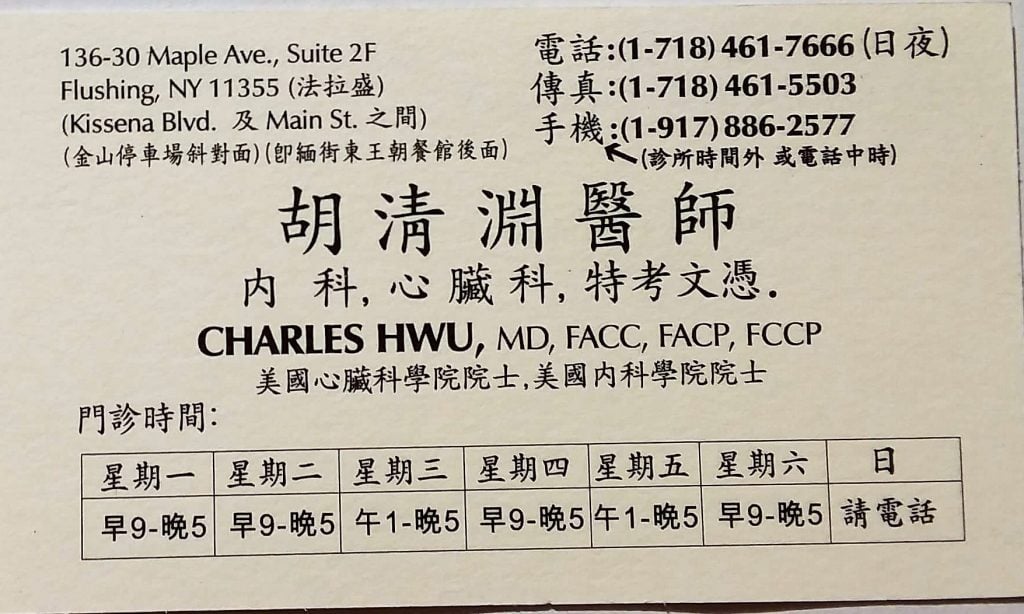 136-30 Maple Ave., Suite 2F
Flushing, NY 11355 (法拉盛)
(Kissena Blvd. 及 Main St. 之間)
(金山停車場斜對面)(即緬街東王朝餐館後面)
電話:(1-718) 461-7666 (日夜)
傳真:(1-718) 461-5503
手機:(1-917) 886-2577
(診所時間外 或電話中時)
胡清淵醫師
內 科, 心臟科, 特考文憑.
CHARLES HWU, MD, FACC, FACP, FCCP
美國心臟科學院院士,美國內科學院院士
門診時間:
星期一 星期二 星期三 星期四 星期五 星期六 日
早9-晚5 早9-晚5 午1-晚5 早9-晚5 午1-晚5 早9-晚5 請電話